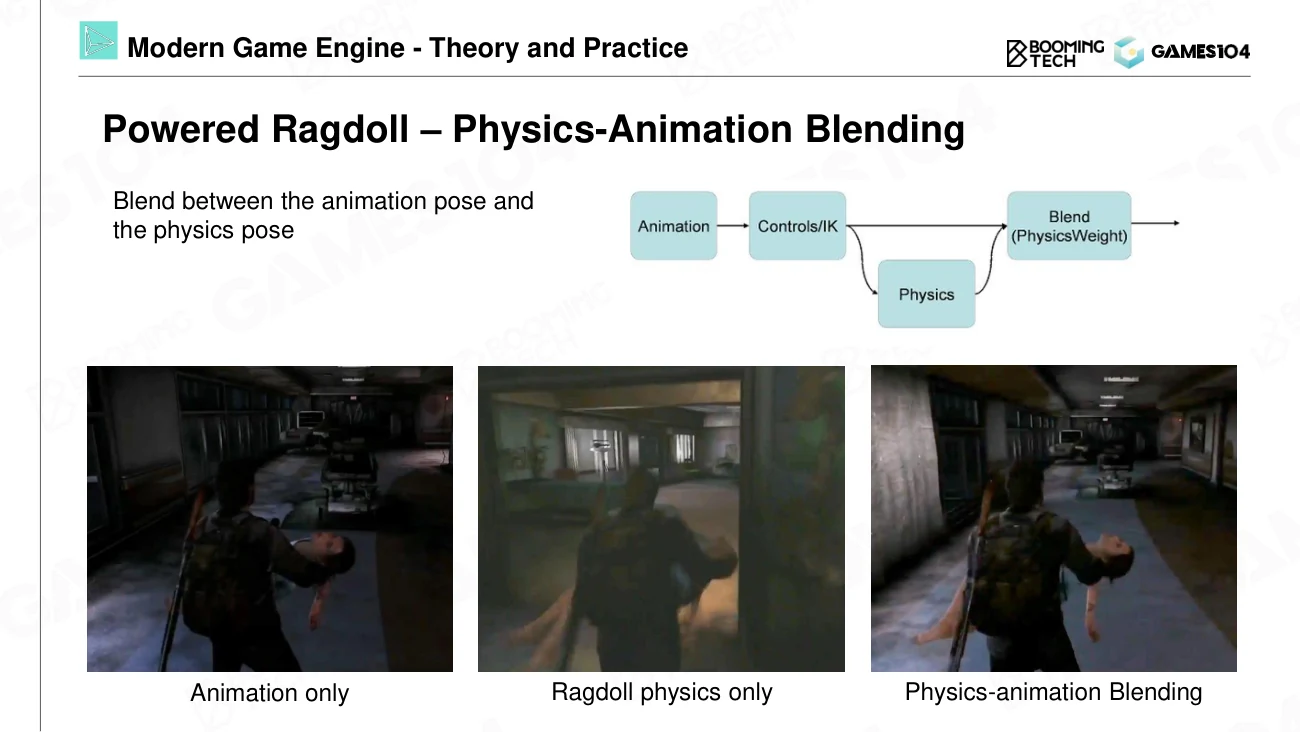 Modern Game Engine - Theory and Practice
BOOMING
TECH
GAMES104
Powered Ragdoll – Physics-Animation Blending
Blend between the animation pose and
the physics pose
Animation
Controls/IK
Blend
(PhysicsWeight)
Physics
Animation only
Ragdoll physics only
Physics-animation Blending